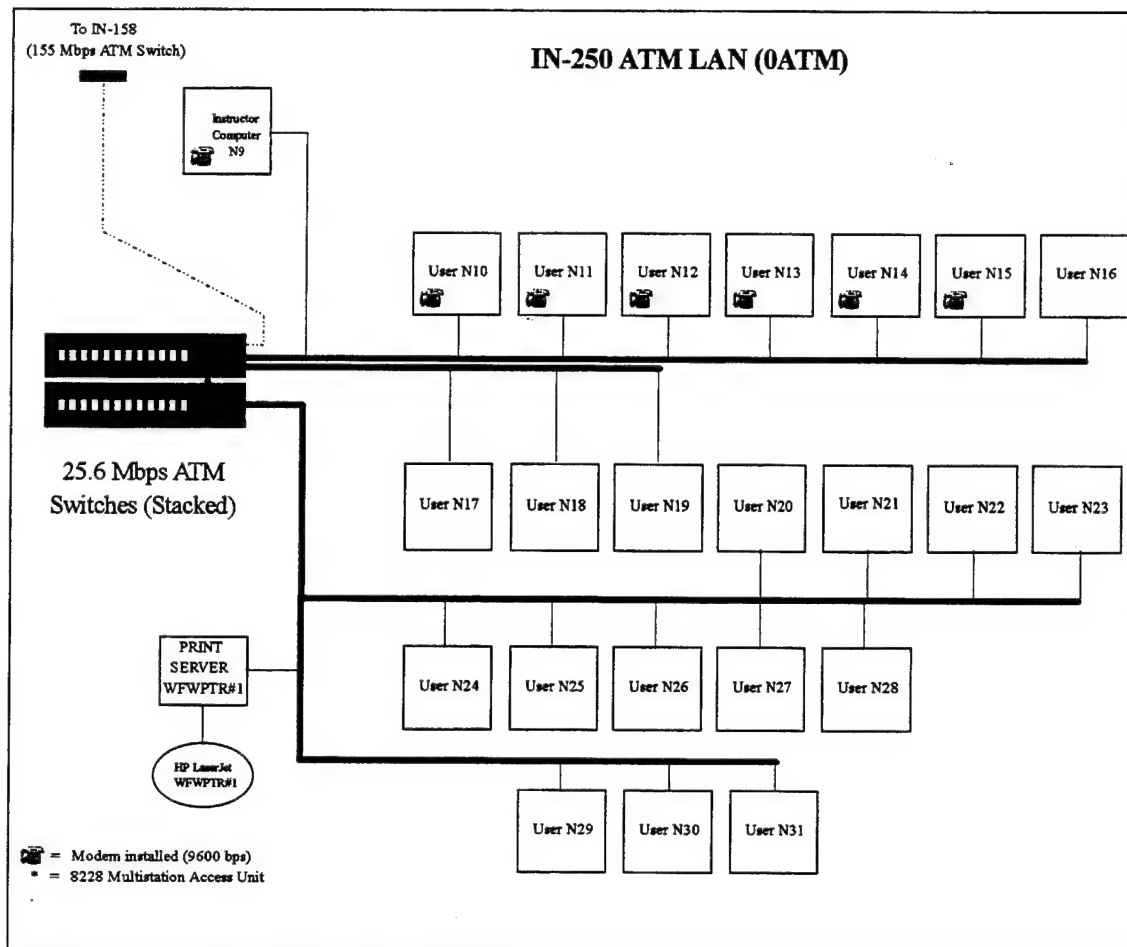 To IN-158
(155 Mbps ATM Switch)
IN-250 ATM LAN (0ATM)
Instructor
Computer
N9
User N10
User N11
User N12
User N13
User N14
User N15
User N16
25.6 Mbps ATM
Switches (Stacked)
User N17
User N18
User N19
User N20
User N21
User N22
User N23
PRINT
SERVER
WFWPTR#1
User N24
User N25
User N26
User N27
User N28
HP LaserJet
WFWPTR#1
User N29
User N30
User N31
= Modem installed (9600 bps)
* = 8228 Multistation Access Unit